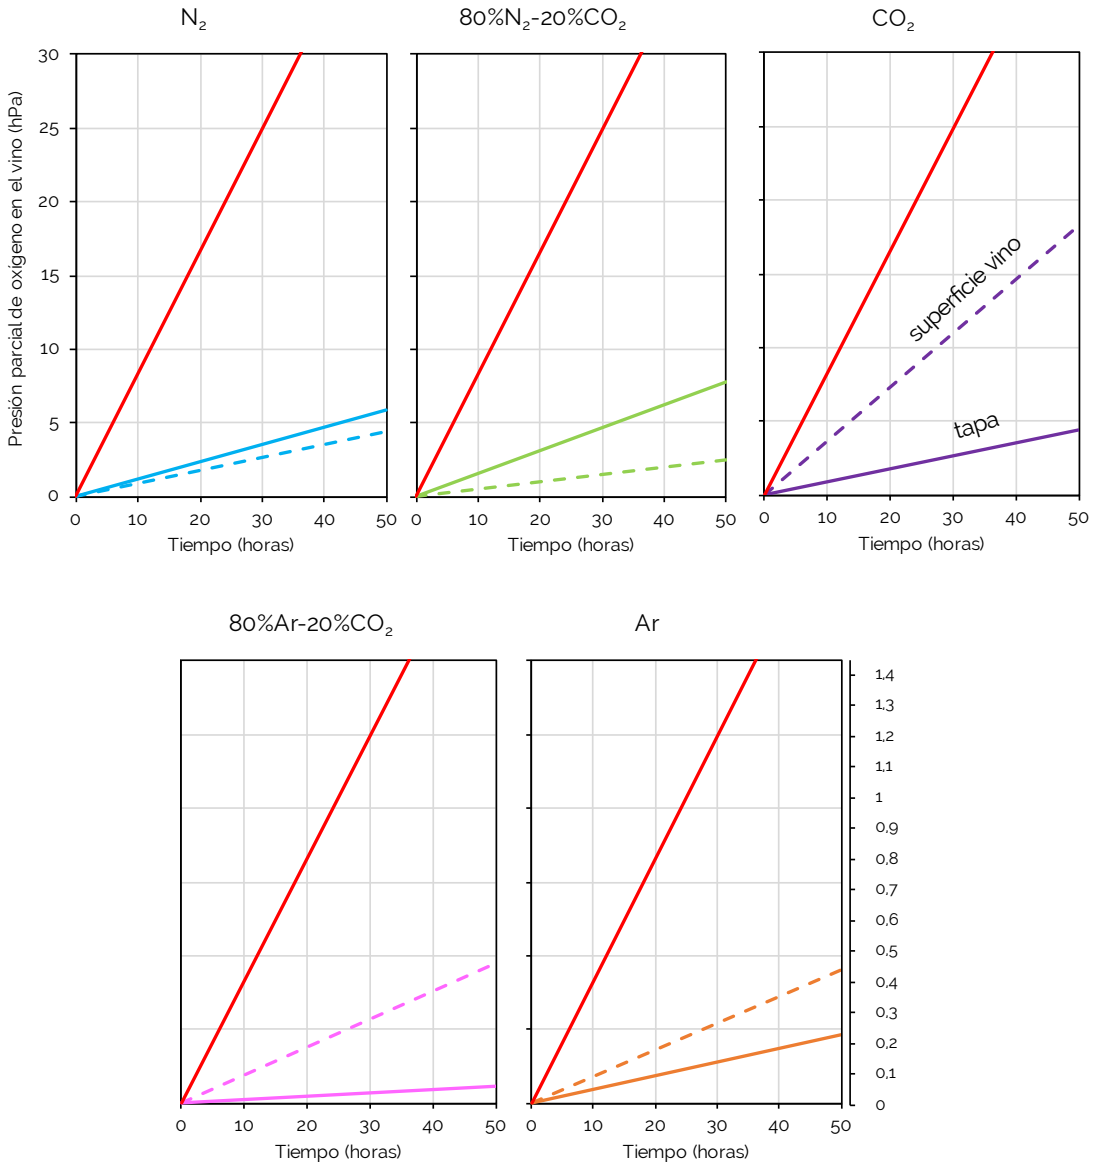 N₂
80%N₂-20%CO₂
CO₂
Presión parcial de oxígeno en el vino (hPa)
30
25
20
15
10
5
0
superficie vino
tapa
0 10 20 30 40 50
0 10 20 30 40 50
0 10 20 30 40 50
Tiempo (horas)
Tiempo (horas)
Tiempo (horas)
80%Ar-20%CO₂
Ar
1,4
1,3
1,2
1,1
1
0,9
0,8
0,7
0,6
0,5
0,4
0,3
0,2
0,1
0
0 10 20 30 40 50
0 10 20 30 40 50
Tiempo (horas)
Tiempo (horas)